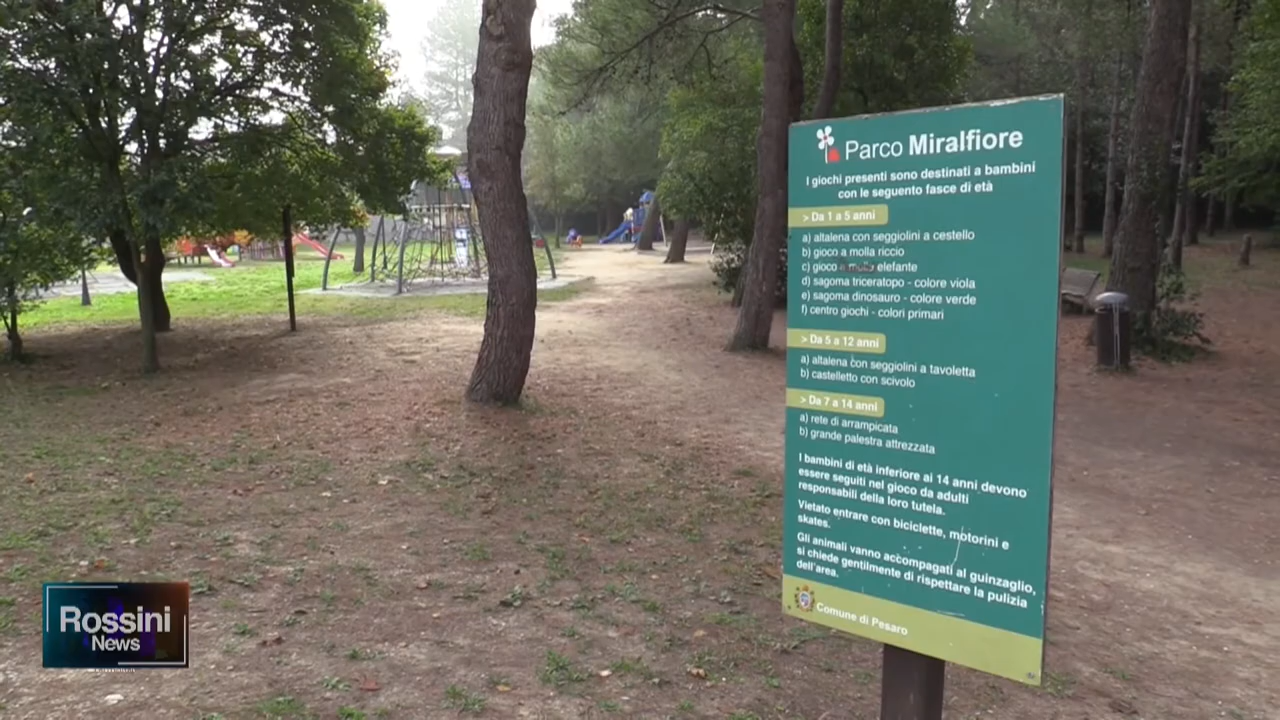 Parco Miralfiore
I giochi presenti sono destinati a bambini
con le seguento fasce di età
> Da 1 a 5 anni
a) altalena con seggiolini a cestello
b) gioco a molla riccio
c) gioco a molla elefante
d) sagoma triceratopo - colore viola
e) sagoma dinosauro - colore verde
f) centro giochi - colori primari
> Da 5 a 12 anni
a) altalena con seggiolini a tavoletta
b) castelletto con scivolo
> Da 7 a 14 anni
a) rete di arrampicata
b) grande palestra attrezzata
I bambini di età inferiore ai 14 anni devono
essere seguiti nel gioco da adulti
responsabili della loro tutela.
Vietato entrare con biciclette, motorini e
skates.
Gli animali vanno accompagati al guinzaglio,
si chiede gentilmente di rispettare la pulizia
dell'area.
Comune di Pesaro
Rossini
News